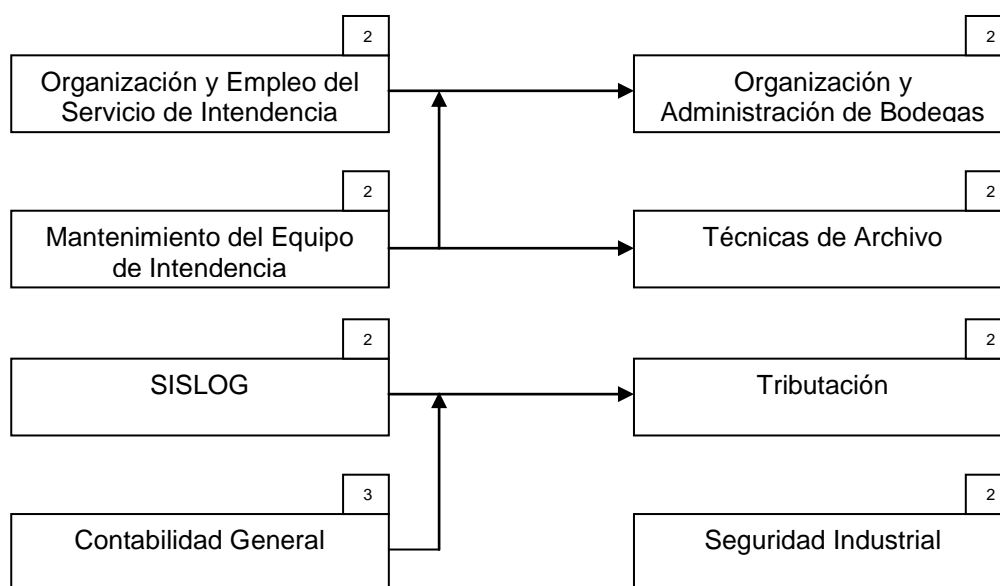 2
2
Organización y Empleo del
Servicio de Intendencia
Organización y
Administración de Bodegas
2
2
Mantenimiento del Equipo
de Intendencia
Técnicas de Archivo
2
2
SISLOG
Tributación
3
2
Contabilidad General
Seguridad Industrial